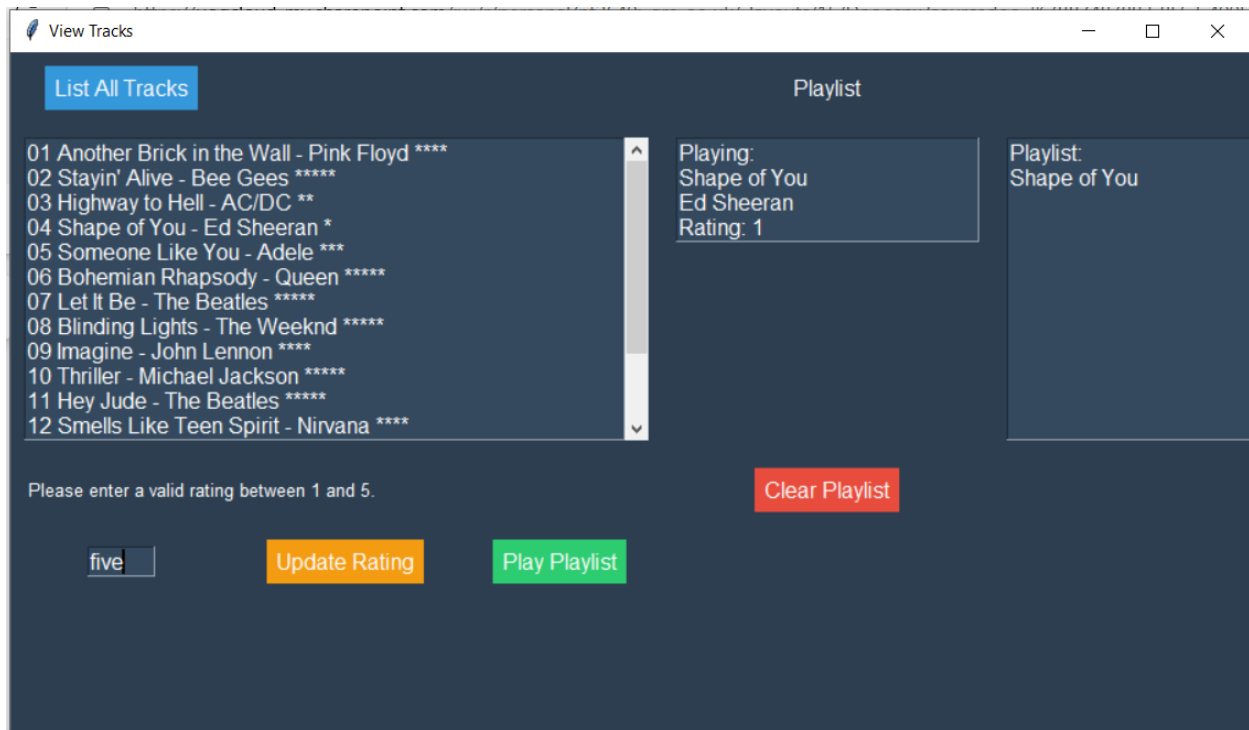 View Tracks
List All Tracks
Playlist
01 Another Brick in the Wall - Pink Floyd ****
02 Stayin' Alive - Bee Gees *****
03 Highway to Hell - AC/DC **
04 Shape of You - Ed Sheeran *
05 Someone Like You - Adele ***
06 Bohemian Rhapsody - Queen *****
07 Let It Be - The Beatles *****
08 Blinding Lights - The Weeknd *****
09 Imagine - John Lennon ****
10 Thriller - Michael Jackson *****
11 Hey Jude - The Beatles *****
12 Smells Like Teen Spirit - Nirvana ****
Playing:
Shape of You
Ed Sheeran
Rating: 1
Playlist:
Shape of You
Please enter a valid rating between 1 and 5.
Clear Playlist
five
Update Rating
Play Playlist